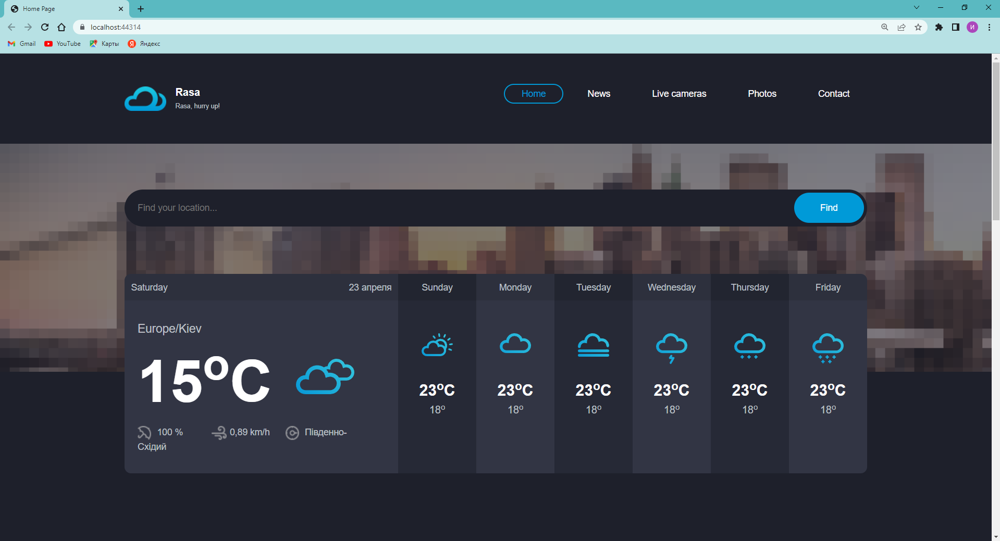 Home Page
localhost:44314
И
Gmail YouTube Карты Яндекс
Rasa
Rasa, hurry up!
Home News Live cameras Photos Contact
Find your location...
Find
Saturday 23 апреля Sunday Monday Tuesday Wednesday Thursday Friday
Europe/Kiev
15ºC
23ºC 23ºC 23ºC 23ºC 23ºC 23ºC
18º 18º 18º 18º 18º 18º
100 % 0,89 km/h Південно-
Східий